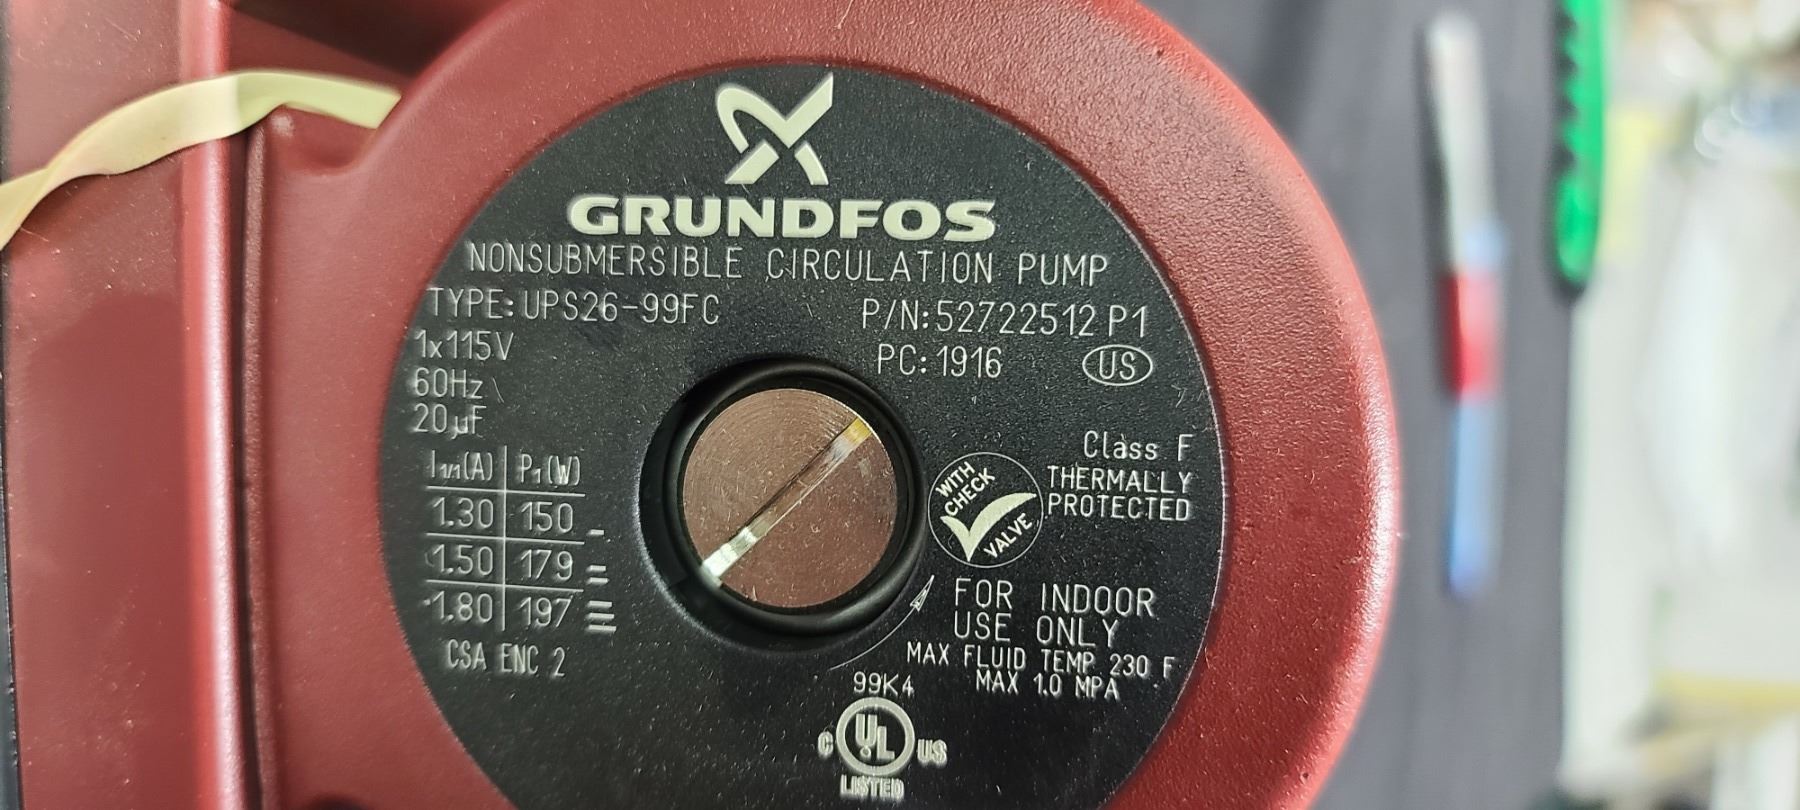 GRUNDFOS
NONSUBMERSIBLE CIRCULATION PUMP
TYPE: UPS26-99FC
P/N: 52722512 P1
1x115V
PC: 1916
US
60Hz
20µF
I1/1(A) P1(W)
1.30 150
1.50 179
1.80 197
CSA ENC 2
Class F
THERMALLY
PROTECTED
WITH
CHECK
VALVE
FOR INDOOR
USE ONLY
MAX FLUID TEMP 230 F
MAX 1.0 MPA
99K4
C UL US
LISTED